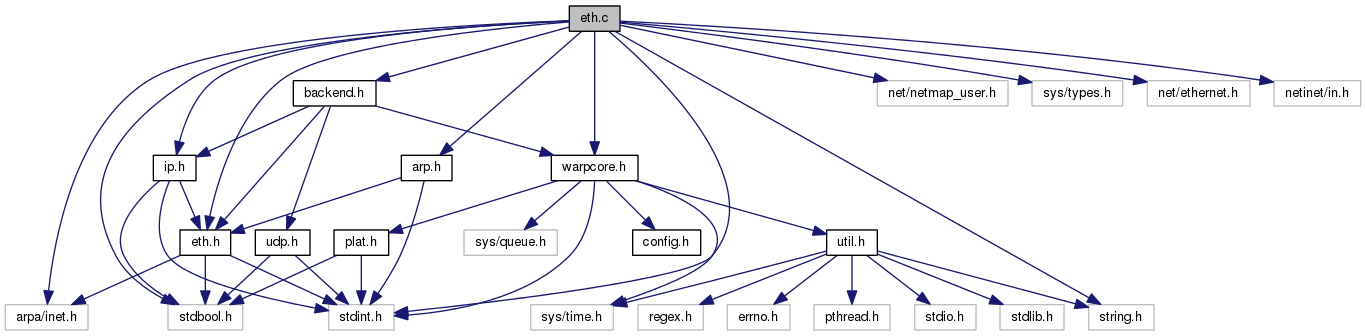 eth.c
backend.h
net/netmap_user.h
sys/types.h
net/ethernet.h
netinet/in.h
ip.h
arp.h
warpcore.h
eth.h
udp.h
plat.h
sys/queue.h
config.h
util.h
arpa/inet.h
stdbool.h
stdint.h
sys/time.h
regex.h
errno.h
pthread.h
stdio.h
stdlib.h
string.h